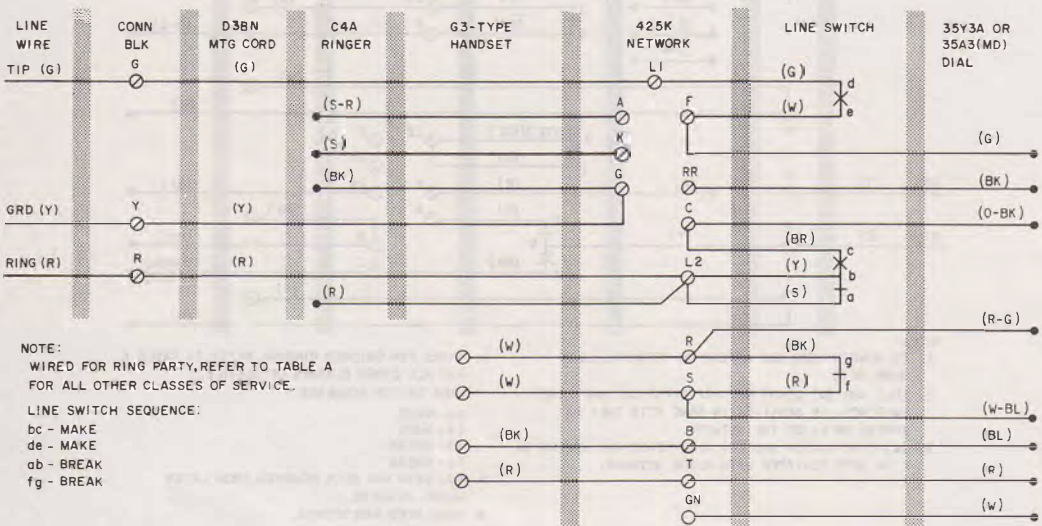 LINE WIRE
CONN BLK
D3BN MTG CORD
C4A RINGER
G3-TYPE HANDSET
425K NETWORK
LINE SWITCH
35Y3A OR 35A3(MD) DIAL
TIP (G)
G
(G)
L1
(G)
d
(S-R)
A
F
(W)
e
(S)
K
(G)
(BK)
G
RR
(BK)
GRD (Y)
Y
(Y)
C
(O-BK)
(BR)
c
RING (R)
R
(R)
L2
(Y)
b
(R)
(S)
a
(R-G)
(W)
R
(BK)
g
(W)
S
(R)
f
(W-BL)
(BK)
B
(BL)
(R)
T
(R)
GN
(W)
NOTE:
WIRED FOR RING PARTY, REFER TO TABLE A
FOR ALL OTHER CLASSES OF SERVICE.
LINE SWITCH SEQUENCE:
bc - MAKE
de - MAKE
ab - BREAK
fg - BREAK